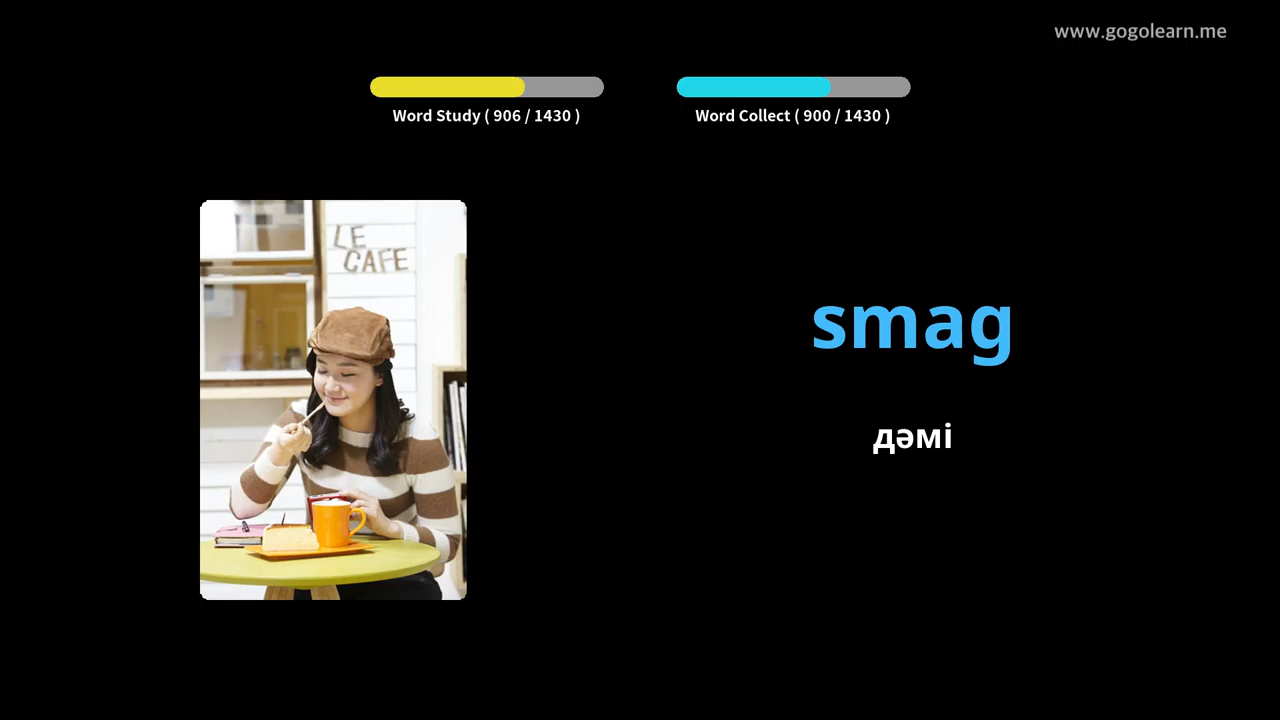 www.gogolearn.me
Word Study ( 906 / 1430 )
Word Collect ( 900 / 1430 )
LE
CAFE
smag
дәмі